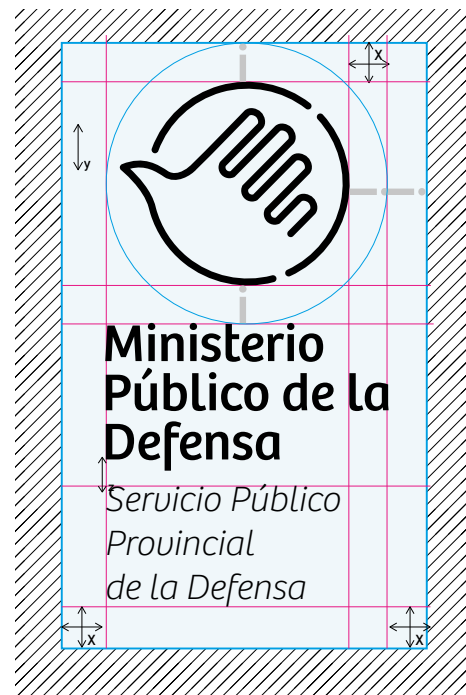 X
y
Ministerio
Público de la
Defensa
Servicio Público
Provincial
de la Defensa
X
X